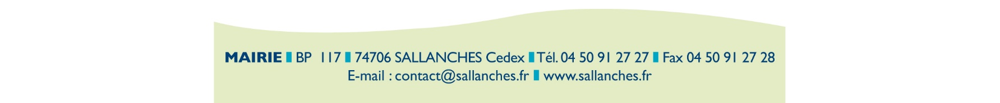 MAIRIE ▮ BP 117 ▮ 74706 SALLANCHES Cedex ▮ Tél. 04 50 91 27 27 ▮ Fax 04 50 91 27 28
E-mail : contact@sallanches.fr ▮ www.sallanches.fr